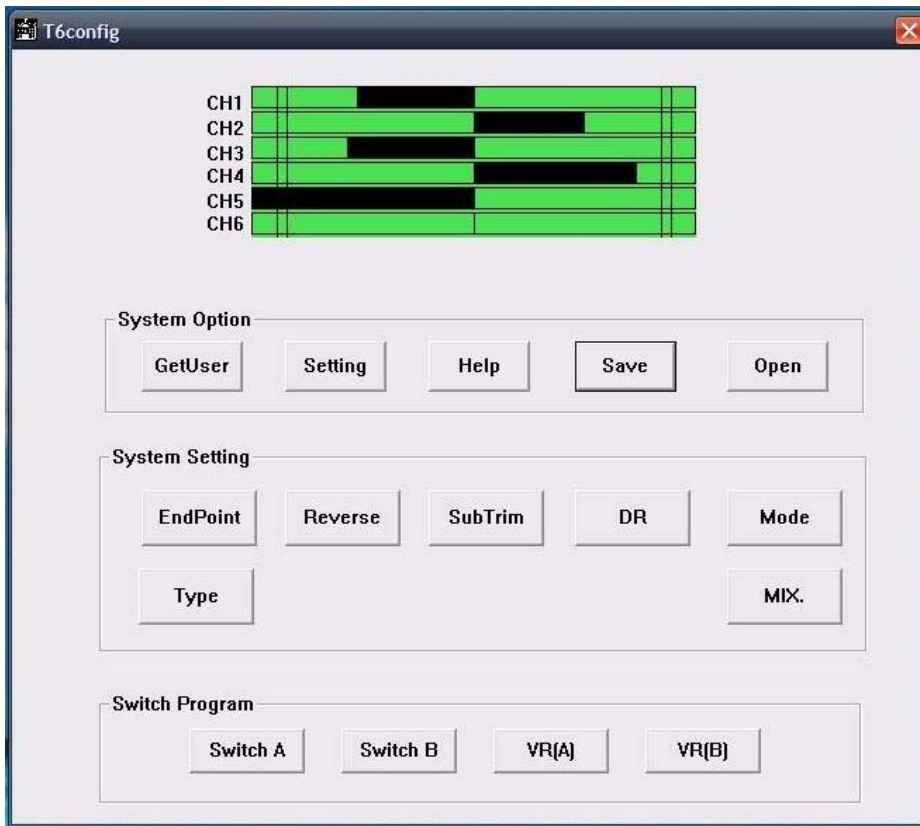 T6config
CH1
CH2
CH3
CH4
CH5
CH6
System Option
GetUser Setting Help Save Open
System Setting
EndPoint Reverse SubTrim DR Mode
Type MIX.
Switch Program
Switch A Switch B VR(A) VR(B)